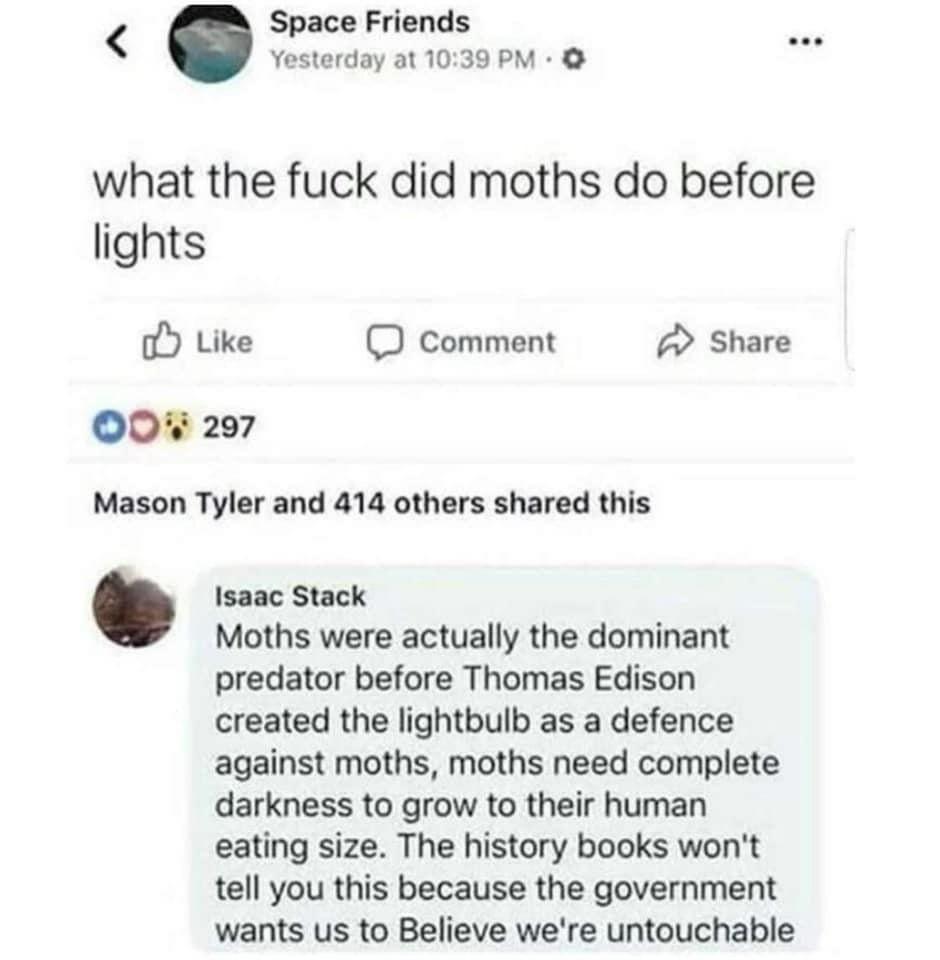 Space Friends
Yesterday at 10:39 PM ·
what the fuck did moths do before
lights
Like
Comment
Share
297
Mason Tyler and 414 others shared this
Isaac Stack
Moths were actually the dominant
predator before Thomas Edison
created the lightbulb as a defence
against moths, moths need complete
darkness to grow to their human
eating size. The history books won't
tell you this because the government
wants us to Believe we're untouchable